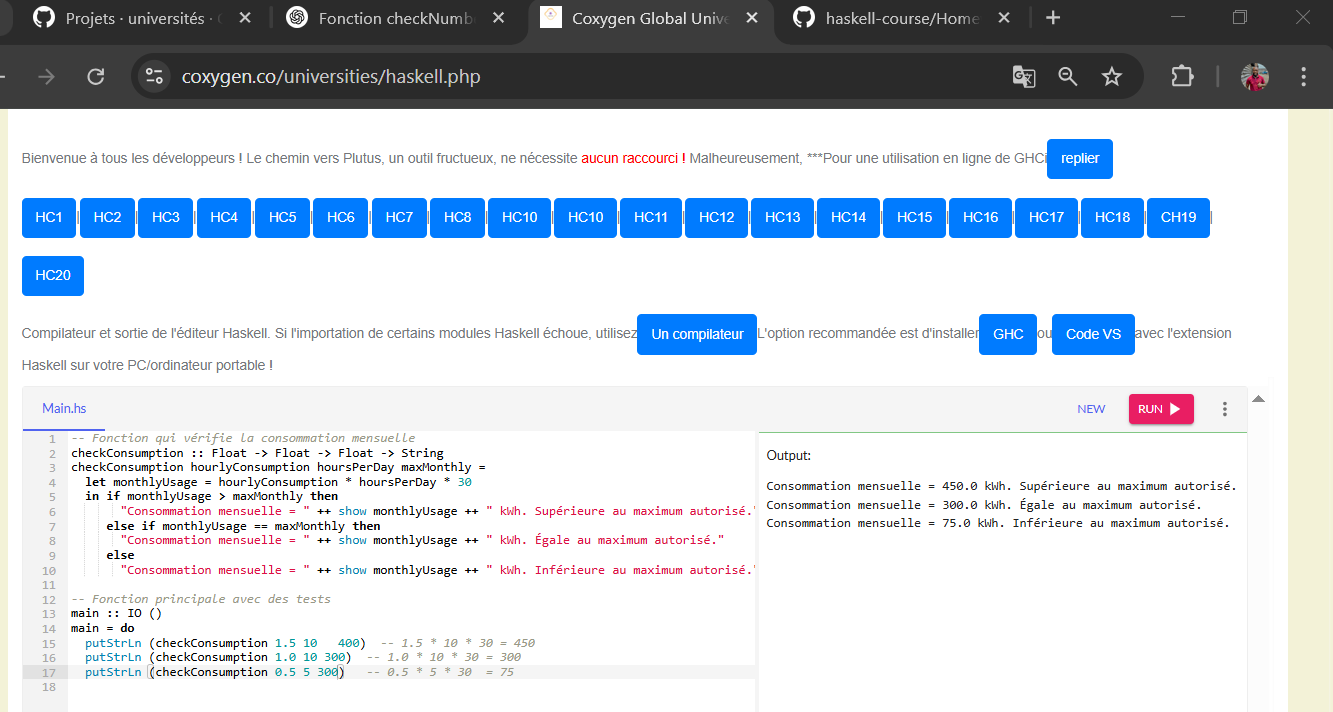 Projets · universités ·
Fonction checkNumb
Coxygen Global Unive
haskell-course/Home
coxygen.co/universities/haskell.php
Bienvenue à tous les développeurs ! Le chemin vers Plutus, un outil fructueux, ne nécessite aucun raccourci ! Malheureusement, ***Pour une utilisation en ligne de GHCi replier
HC1 | HC2 | HC3 | HC4 | HC5 | HC6 | HC7 | HC8 | HC10 | HC10 | HC11 | HC12 | HC13 | HC14 | HC15 | HC16 | HC17 | HC18 | CH19 |
HC20
Compilateur et sortie de l'éditeur Haskell. Si l'importation de certains modules Haskell échoue, utilisez Un compilateur L'option recommandée est d'installer GHC ou Code VS avec l'extension
Haskell sur votre PC/ordinateur portable !
Main.hs NEW RUN
1 -- Fonction qui vérifie la consommation mensuelle
2 checkConsumption :: Float -> Float -> Float -> String
3 checkConsumption hourlyConsumption hoursPerDay maxMonthly =
4 let monthlyUsage = hourlyConsumption * hoursPerDay * 30
5 in if monthlyUsage > maxMonthly then
6 "Consommation mensuelle = " ++ show monthlyUsage ++ " kWh. Supérieure au maximum autorisé."
7 else if monthlyUsage == maxMonthly then
8 "Consommation mensuelle = " ++ show monthlyUsage ++ " kWh. Égale au maximum autorisé."
9 else
10 "Consommation mensuelle = " ++ show monthlyUsage ++ " kWh. Inférieure au maximum autorisé."
11
12 -- Fonction principale avec des tests
13 main :: IO ()
14 main = do
15 putStrLn (checkConsumption 1.5 10 400) -- 1.5 * 10 * 30 = 450
16 putStrLn (checkConsumption 1.0 10 300) -- 1.0 * 10 * 30 = 300
17 putStrLn (checkConsumption 0.5 5 300) -- 0.5 * 5 * 30 = 75
18
Output:
Consommation mensuelle = 450.0 kWh. Supérieure au maximum autorisé.
Consommation mensuelle = 300.0 kWh. Égale au maximum autorisé.
Consommation mensuelle = 75.0 kWh. Inférieure au maximum autorisé.